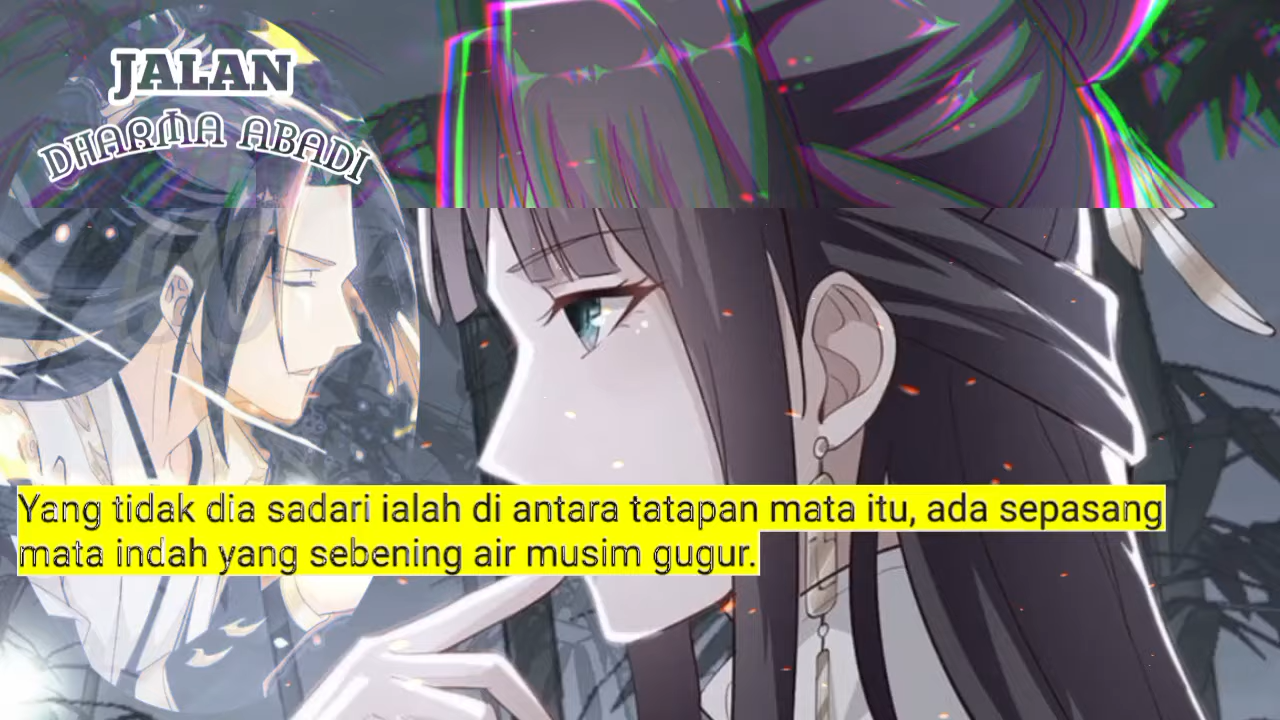 JALAN
DHARMA ABADI
Yang tidak dia sadari ialah di antara tatapan mata itu, ada sepasang
mata indah yang sebening air musim gugur.